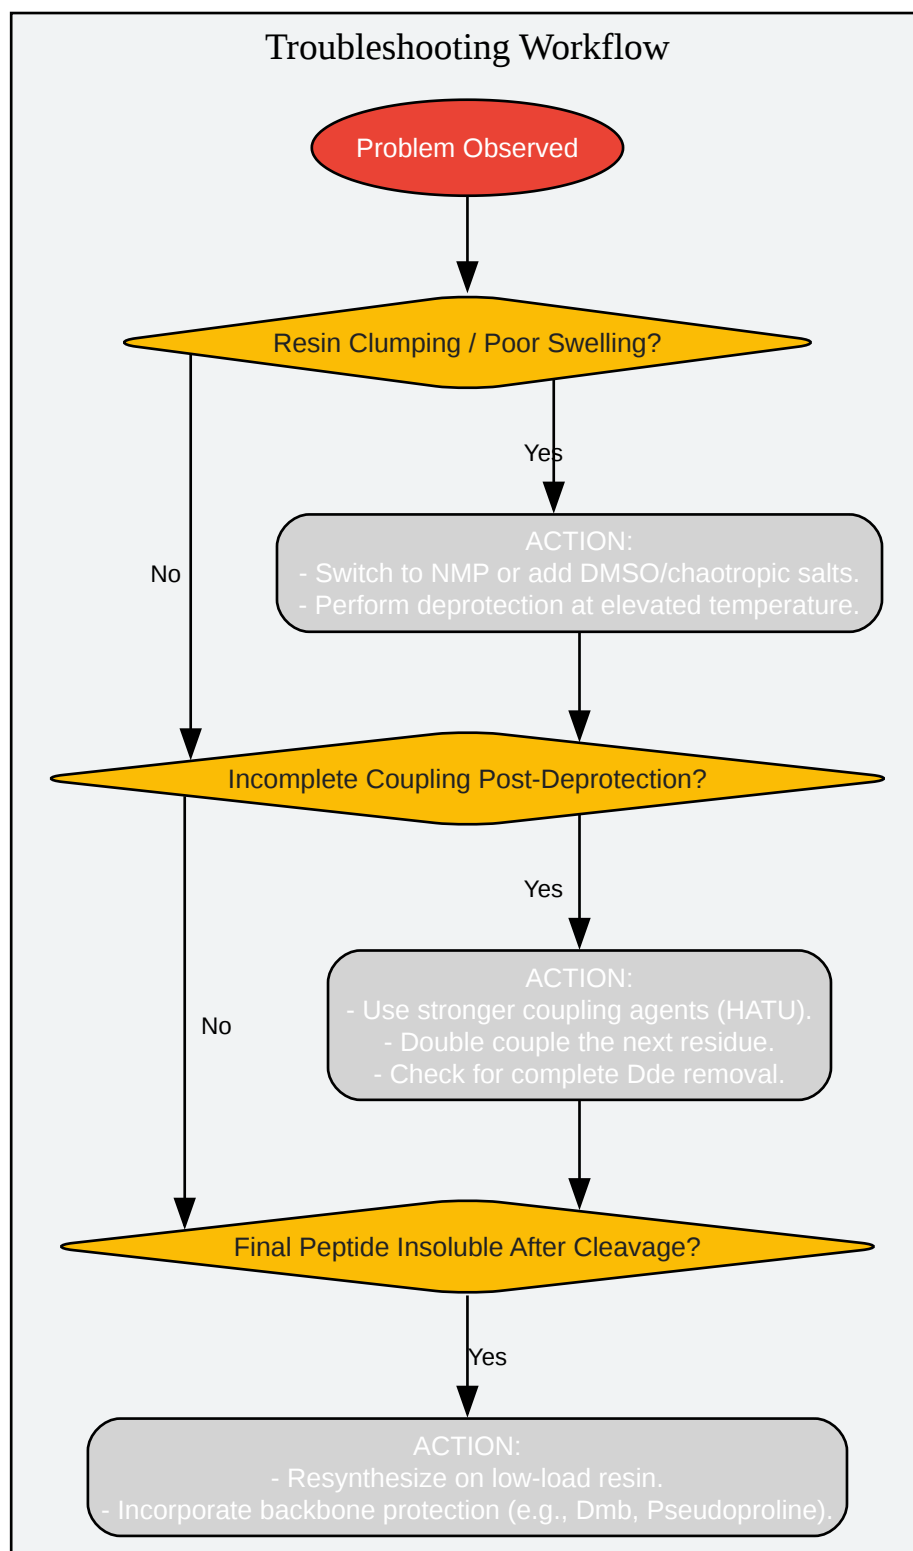 Troubleshooting Workflow
Problem Observed
Resin Clumping / Poor Swelling?
Yes
ACTION:
- Switch to NMP or add DMSO/chaotropic salts.
- Perform deprotection at elevated temperature.
No
Incomplete Coupling Post-Deprotection?
Yes
ACTION:
- Use stronger coupling agents (HATU).
- Double couple the next residue.
- Check for complete Dde removal.
No
Final Peptide Insoluble After Cleavage?
Yes
ACTION:
- Resynthesize on low-load resin.
- Incorporate backbone protection (e.g., Dmb, Pseudoproline).